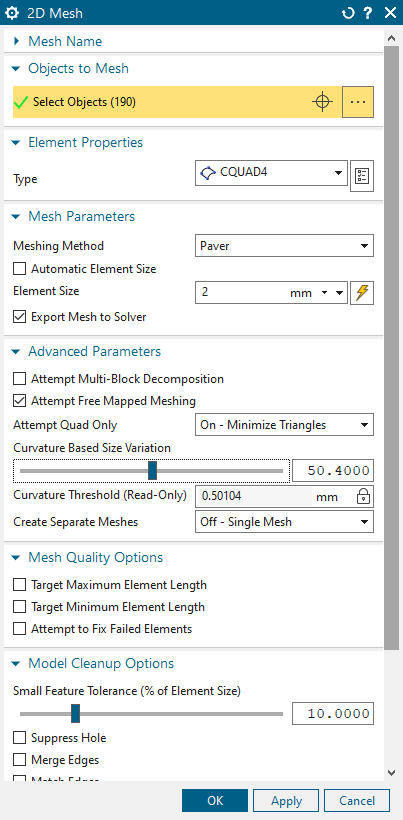 2D Mesh
Mesh Name
Objects to Mesh
Select Objects (190)
Element Properties
Type CQUAD4
Mesh Parameters
Meshing Method Paver
Automatic Element Size
Element Size 2 mm
Export Mesh to Solver
Advanced Parameters
Attempt Multi-Block Decomposition
Attempt Free Mapped Meshing
Attempt Quad Only On - Minimize Triangles
Curvature Based Size Variation
50.4000
Curvature Threshold (Read-Only) 0.50104 mm
Create Separate Meshes Off - Single Mesh
Mesh Quality Options
Target Maximum Element Length
Target Minimum Element Length
Attempt to Fix Failed Elements
Model Cleanup Options
Small Feature Tolerance (% of Element Size)
10.0000
Suppress Hole
Merge Edges
Match Edges
OK Apply Cancel